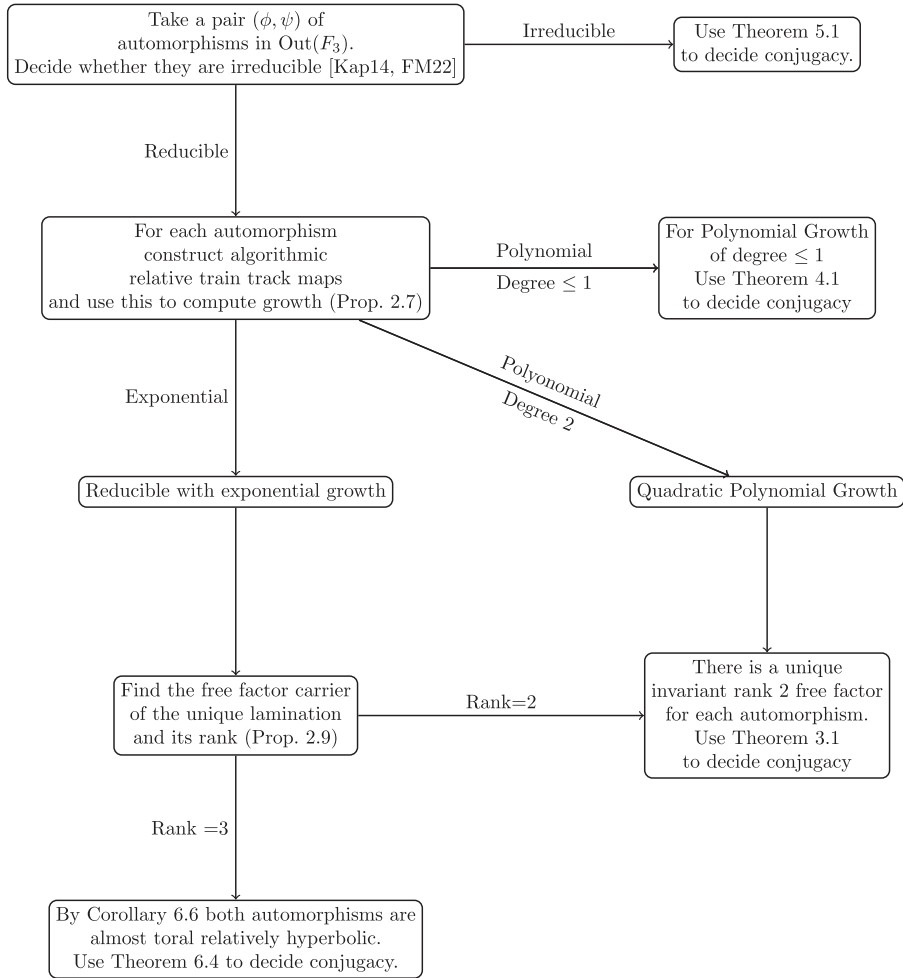 Take a pair (ϕ, ψ) of
automorphisms in Out(F₃).
Decide whether they are irreducible [Kap14, FM22]
Irreducible
Use Theorem 5.1
to decide conjugacy.
Reducible
For each automorphism
construct algorithmic
relative train track maps
and use this to compute growth (Prop. 2.7)
Polynomial
Degree ≤ 1
For Polynomial Growth
of degree ≤ 1
Use Theorem 4.1
to decide conjugacy
Exponential
Polyonomial
Degree 2
Reducible with exponential growth
Quadratic Polynomial Growth
Find the free factor carrier
of the unique lamination
and its rank (Prop. 2.9)
Rank=2
There is a unique
invariant rank 2 free factor
for each automorphism.
Use Theorem 3.1
to decide conjugacy
Rank =3
By Corollary 6.6 both automorphisms are
almost toral relatively hyperbolic.
Use Theorem 6.4 to decide conjugacy.